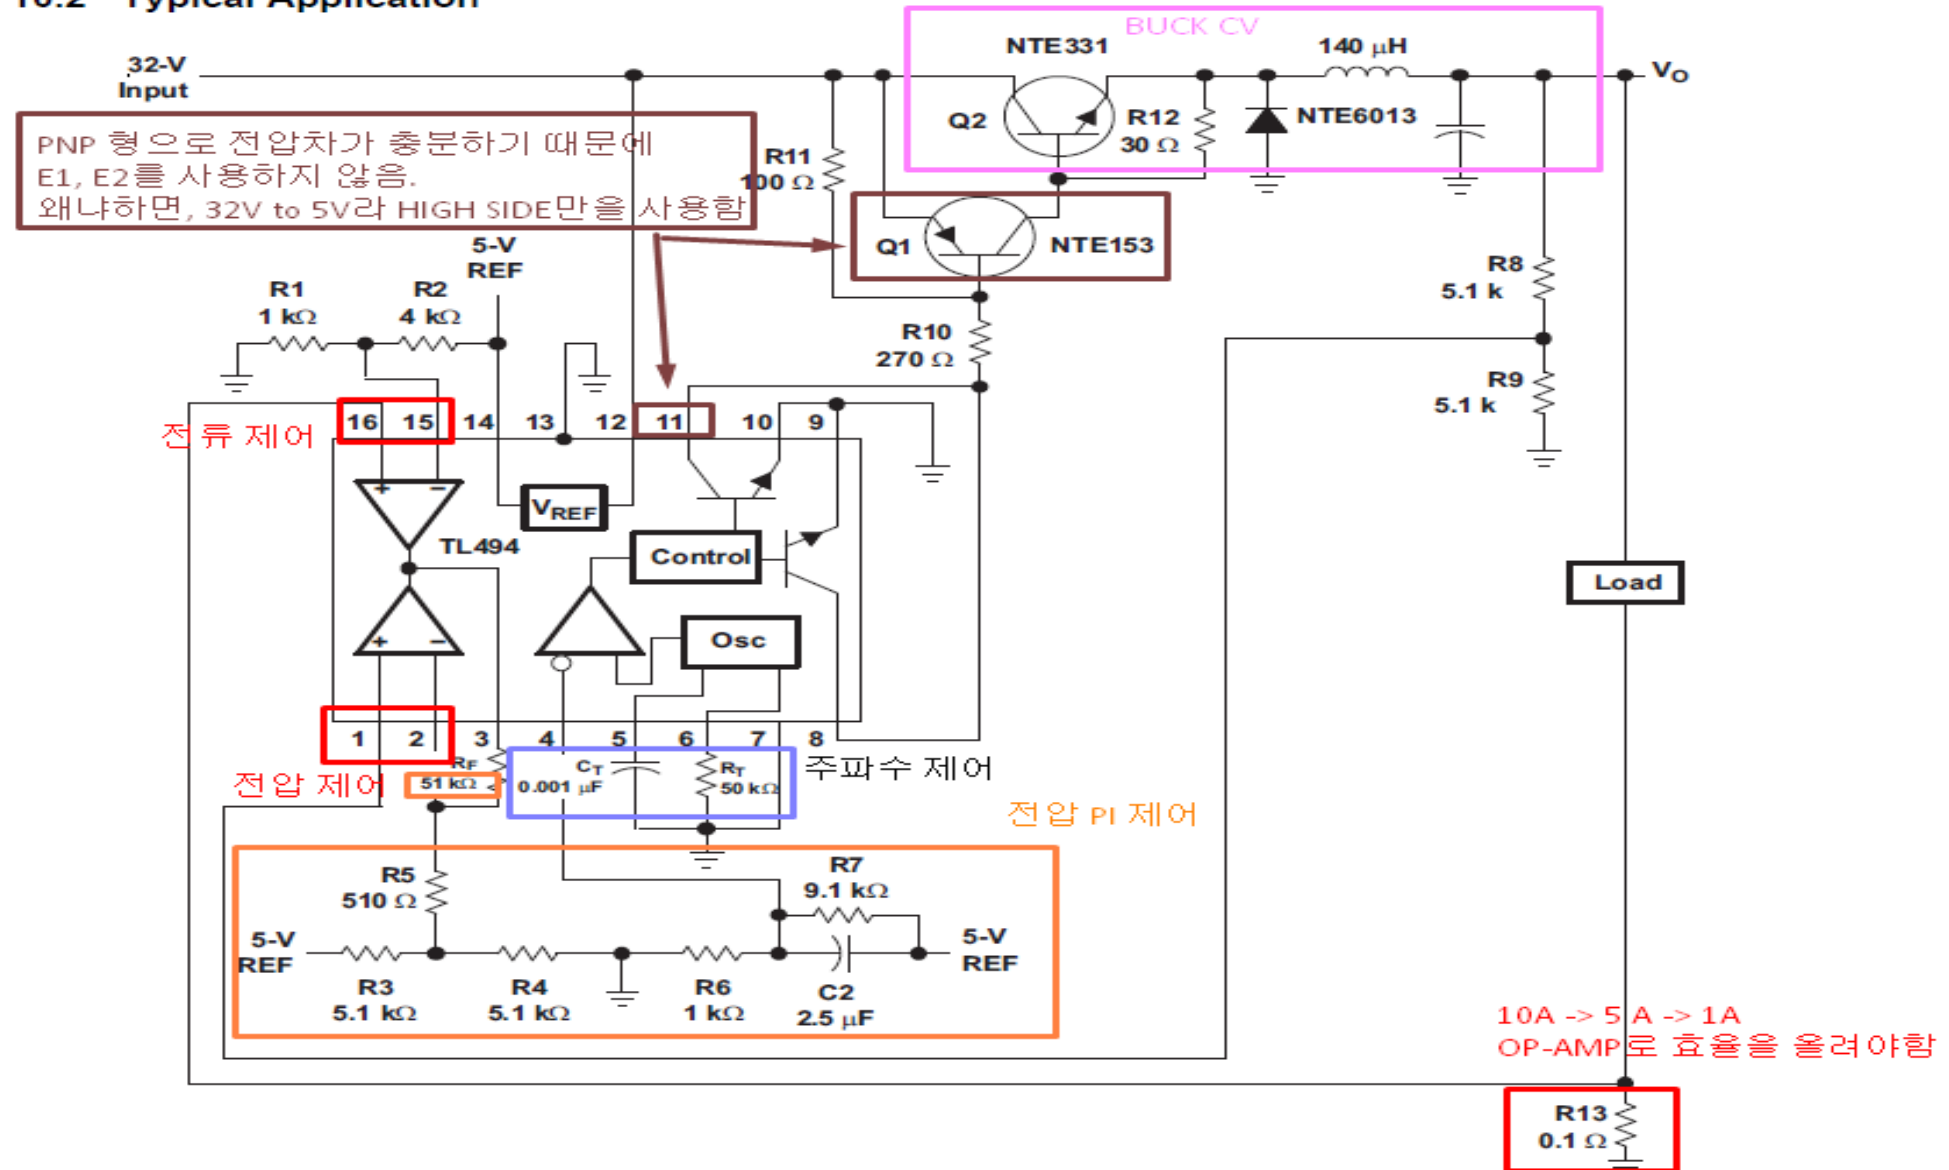 10.2 Typical Application
BUCK CV
NTE331
140 µH
32-V
Input
VO
Q2
R12
30 Ω
NTE6013
PNP 형으로 전압차가 충분하기 때문에
E1, E2를 사용하지 않음.
왜냐하면, 32V to 5V라 HIGH SIDE만을 사용함
R11
100 Ω
Q1
NTE153
5-V
REF
R1
1 kΩ
R2
4 kΩ
R8
5.1 k
R10
270 Ω
R9
5.1 k
전류 제어
16 15 14 13 12 11 10 9
+ −
VREF
TL494
Control
Load
Osc
+ −
1 2 3 4 5 6 7 8
전압 제어
RF
51 kΩ
CT
0.001 µF
RT
50 kΩ
주파수 제어
전압 PI 제어
R5
510 Ω
R7
9.1 kΩ
5-V
REF
5-V
REF
R3
5.1 kΩ
R4
5.1 kΩ
R6
1 kΩ
C2
2.5 µF
10A -> 5 A -> 1A
OP-AMP로 효율을 올려야함
R13
0.1 Ω